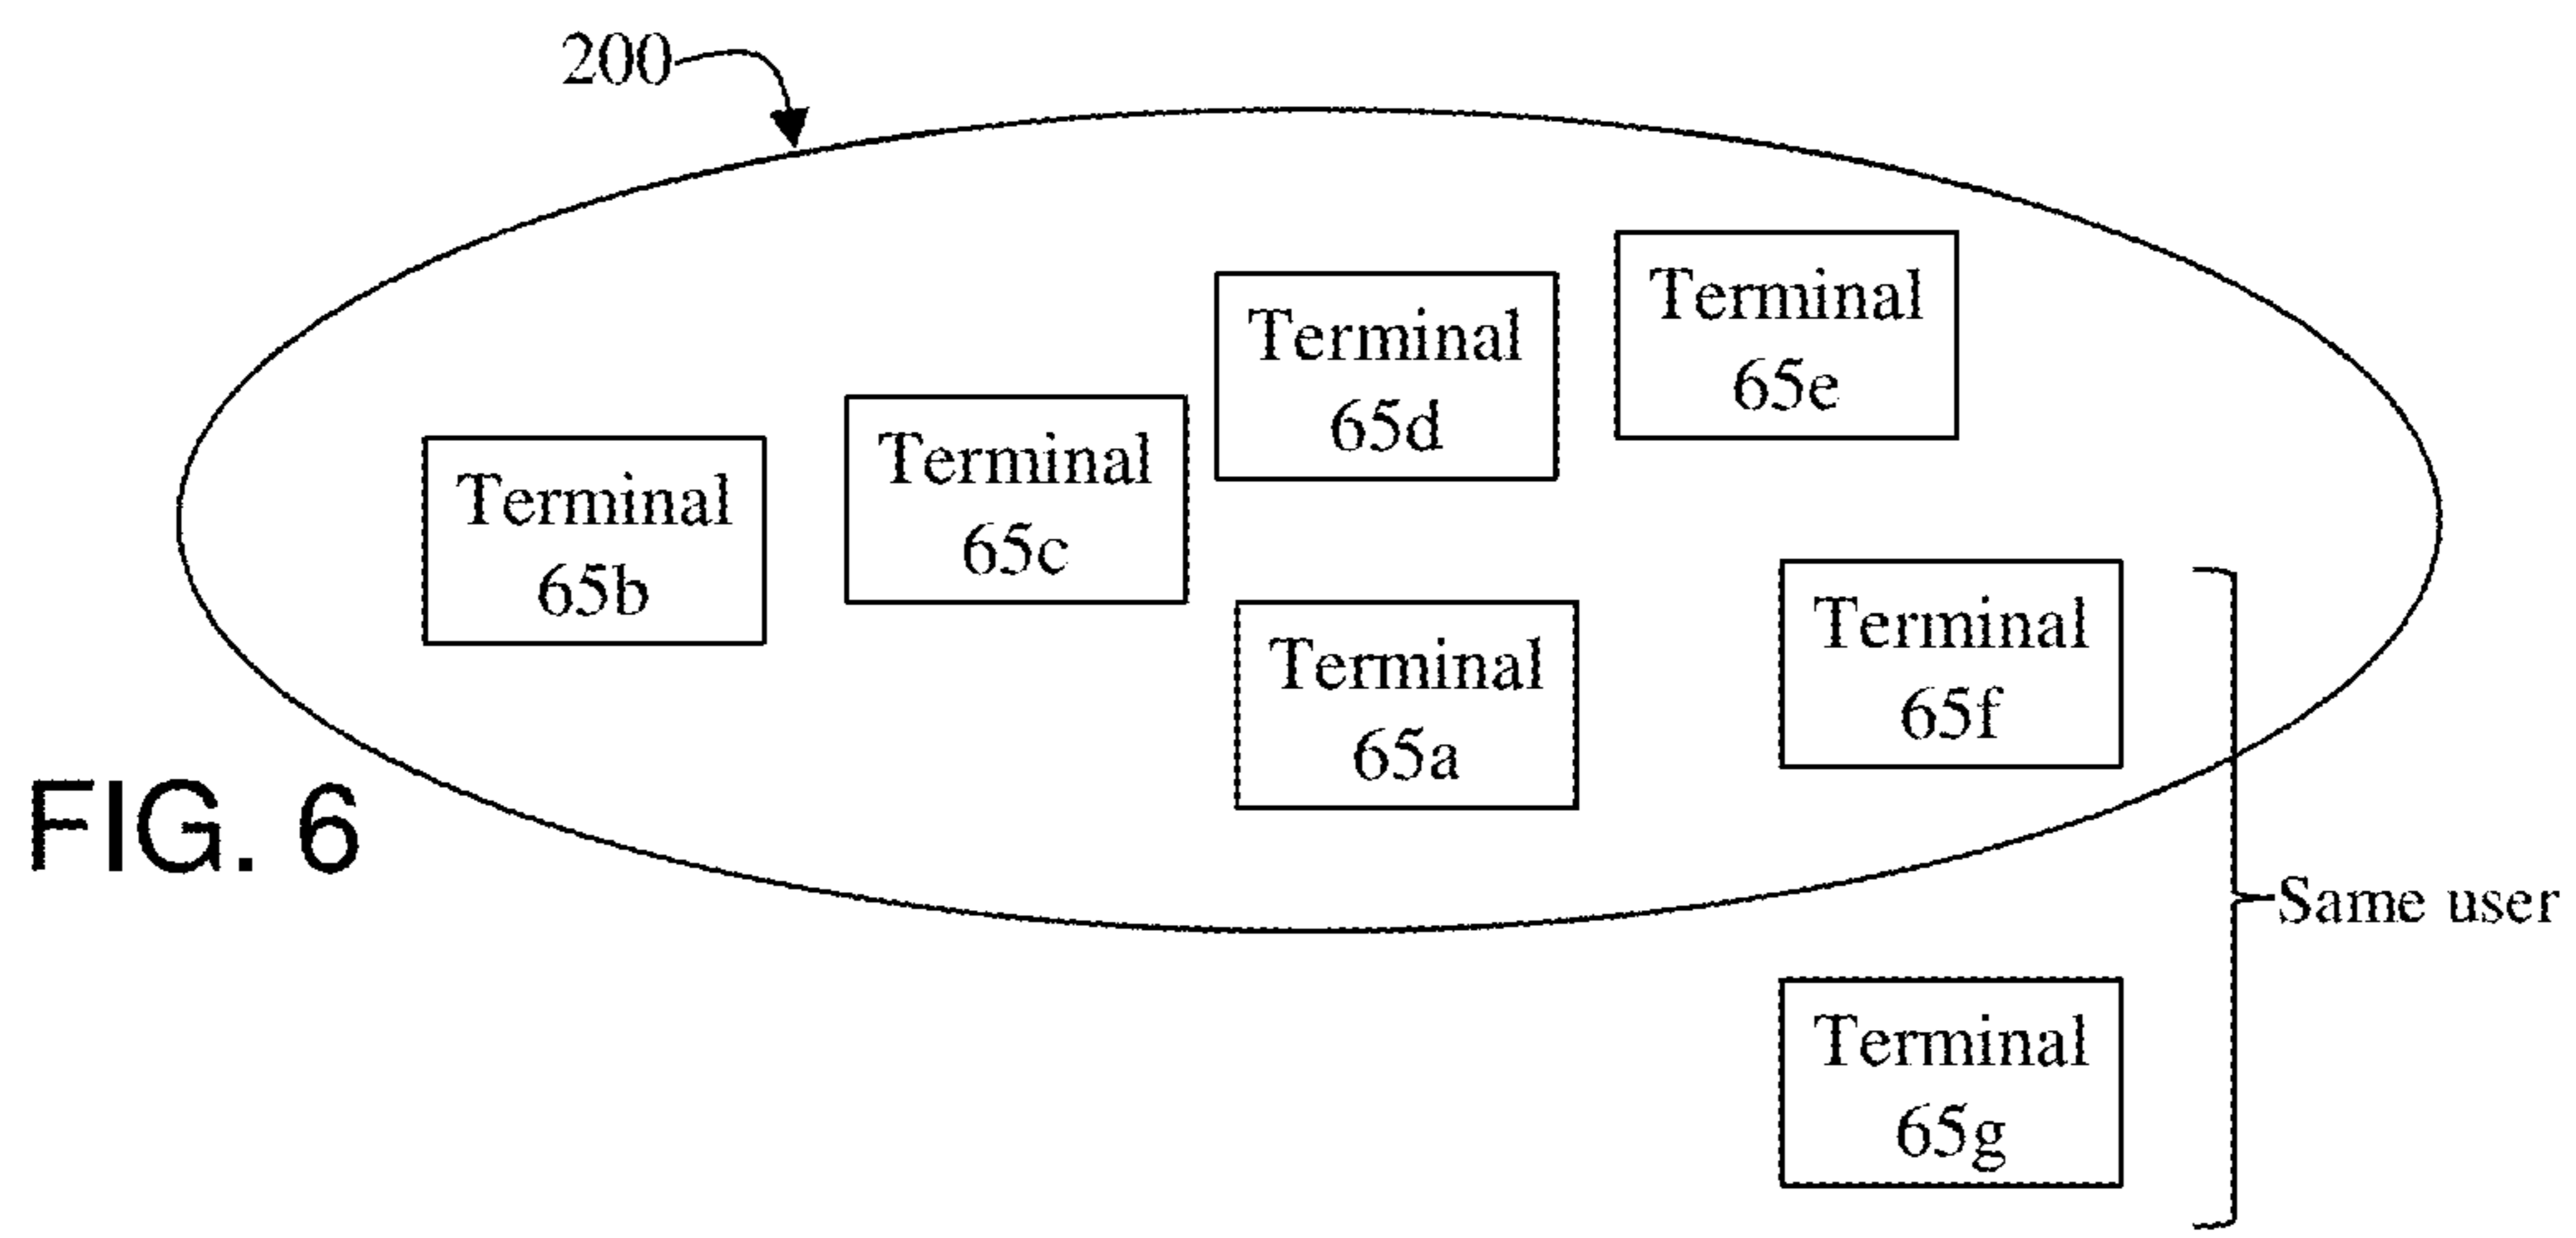 200
Terminal
65e
Terminal
65d
Terminal
65c
Terminal
65b
Terminal
65f
Terminal
65a
FIG. 6
Same user
Terminal
65g